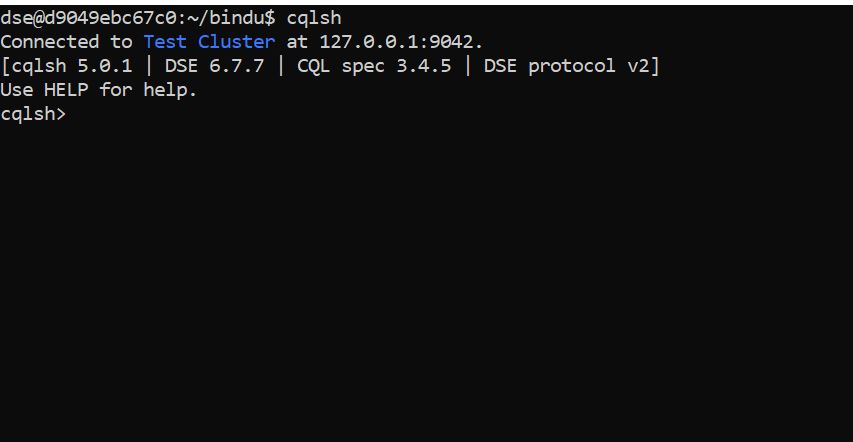 dse@d9049ebc67c0:~/bindu$ cqlsh
Connected to Test Cluster at 127.0.0.1:9042.
[cqlsh 5.0.1 | DSE 6.7.7 | CQL spec 3.4.5 | DSE protocol v2]
Use HELP for help.
cqlsh>